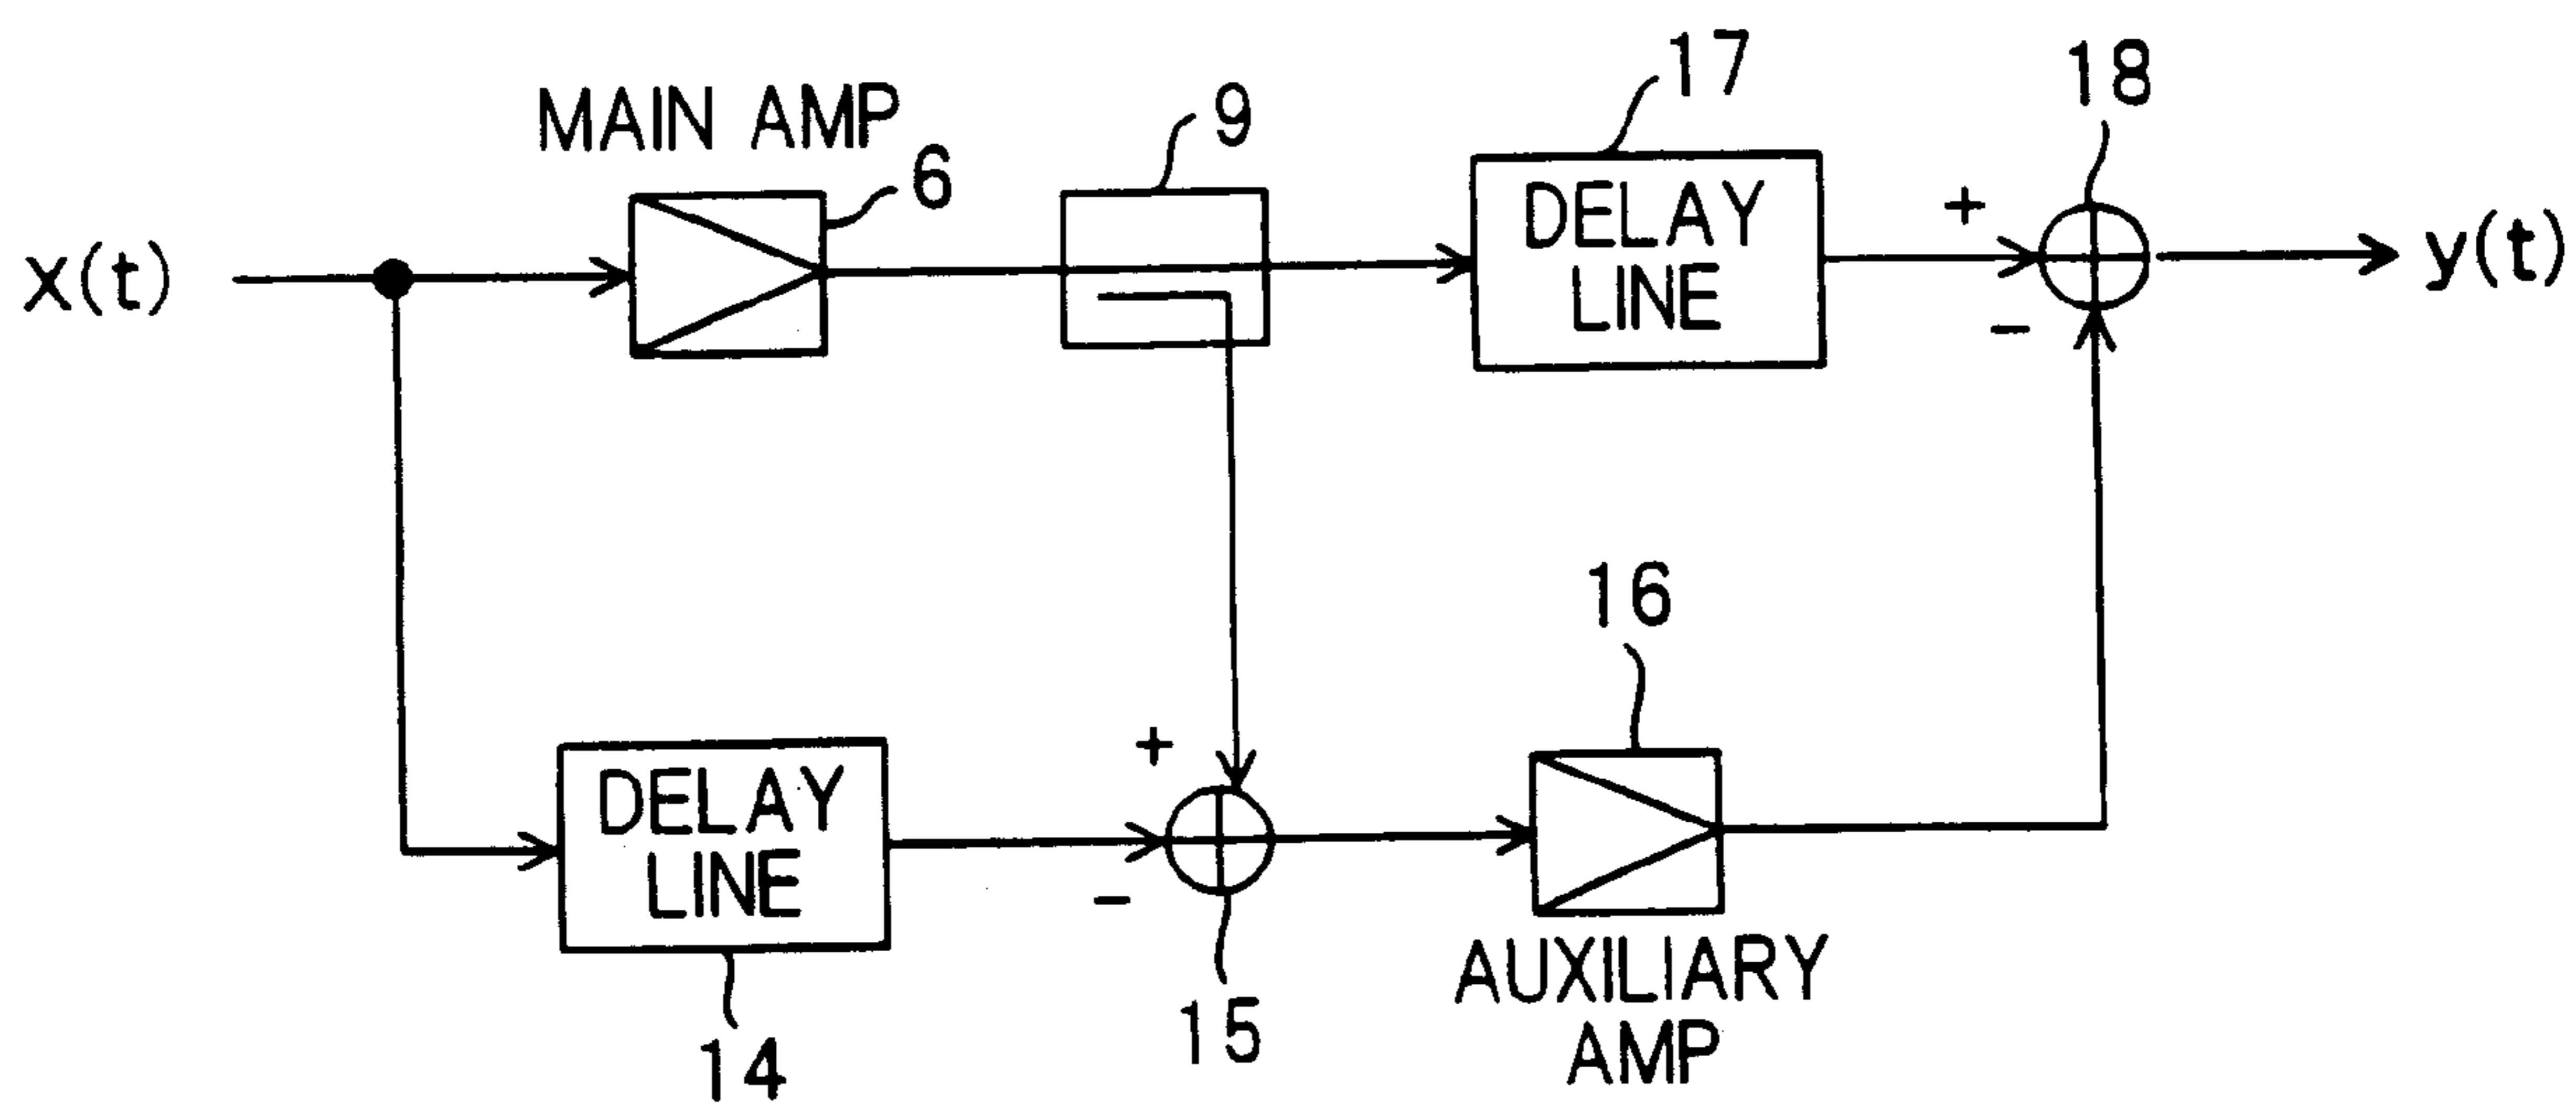 MAIN AMP
6
9
17
18
x(t)
DELAY
LINE
+
−
y(t)
16
+
DELAY
LINE
−
14
15
AUXILIARY
AMP